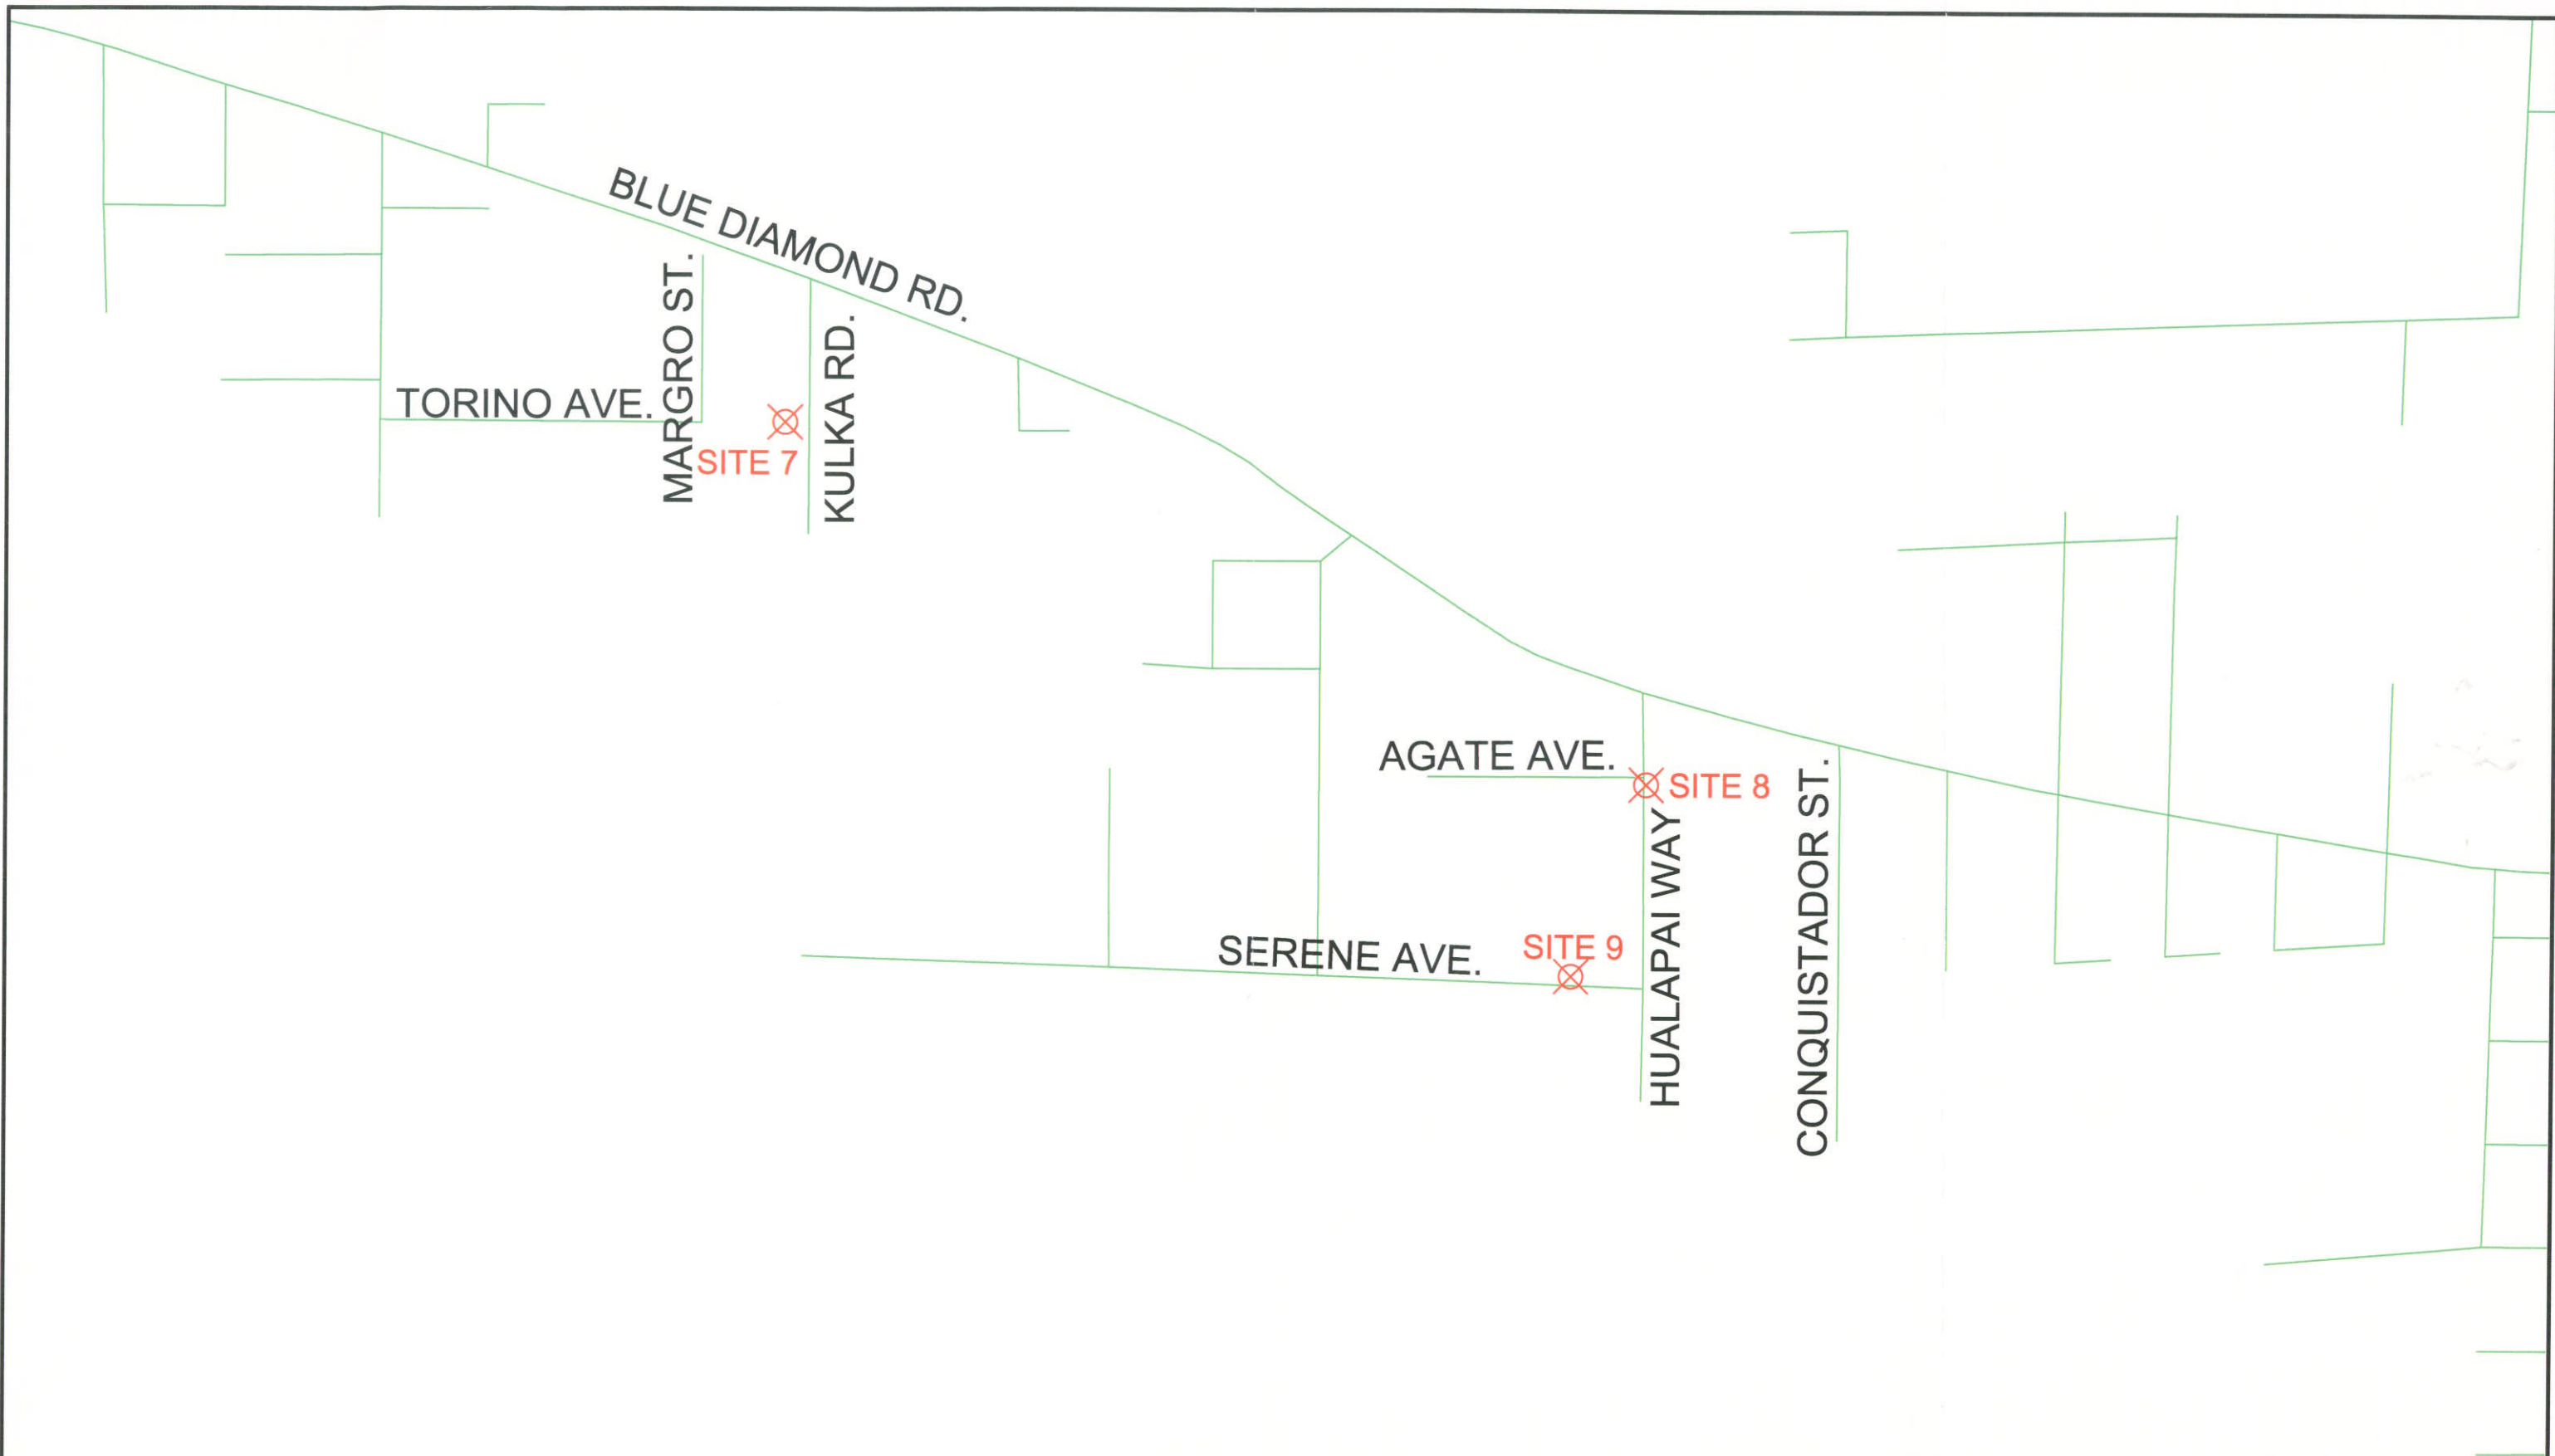 BLUE DIAMOND RD.
MARGRO ST.
KULKA RD.
TORINO AVE.
SITE 7
AGATE AVE.
SITE 8
HUALAPAI WAY
CONQUISTADOR ST.
SERENE AVE.
SITE 9